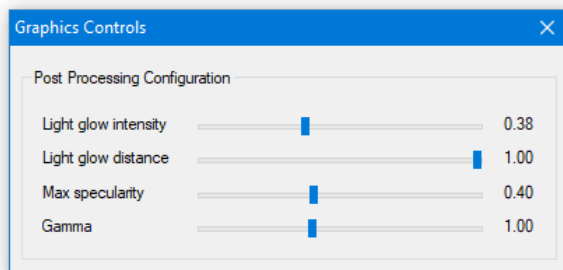 Graphics Controls
Post Processing Configuration
Light glow intensity 0.38
Light glow distance 1.00
Max specularity 0.40
Gamma 1.00